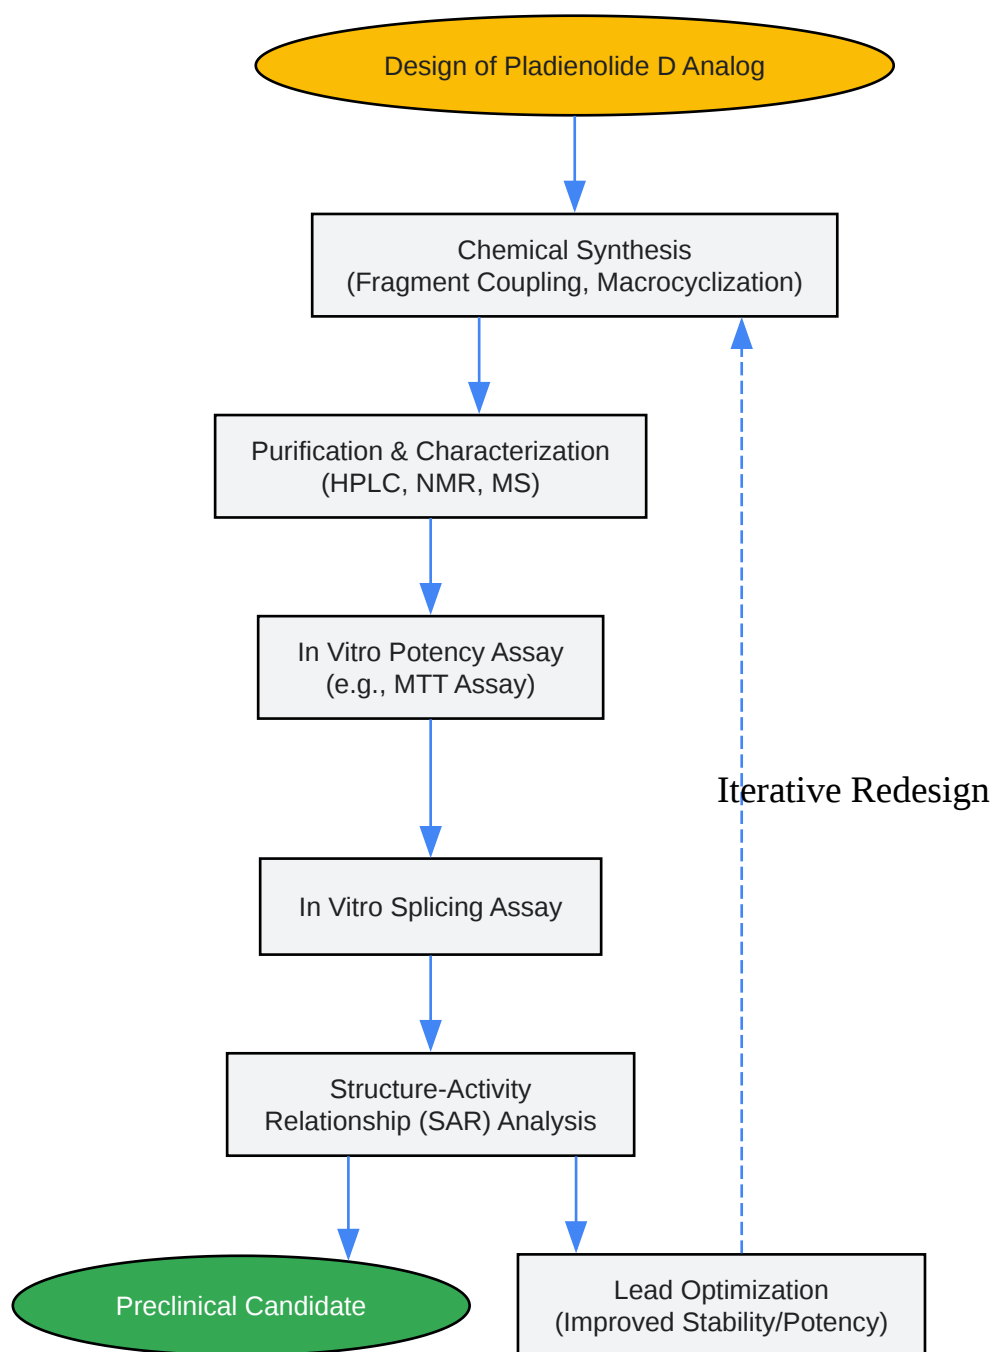 Design of Pladienolide D Analog
Chemical Synthesis
(Fragment Coupling, Macrocyclization)
Purification & Characterization
(HPLC, NMR, MS)
In Vitro Potency Assay
(e.g., MTT Assay)
Iterative Redesign
In Vitro Splicing Assay
Structure-Activity
Relationship (SAR) Analysis
Preclinical Candidate
Lead Optimization
(Improved Stability/Potency)